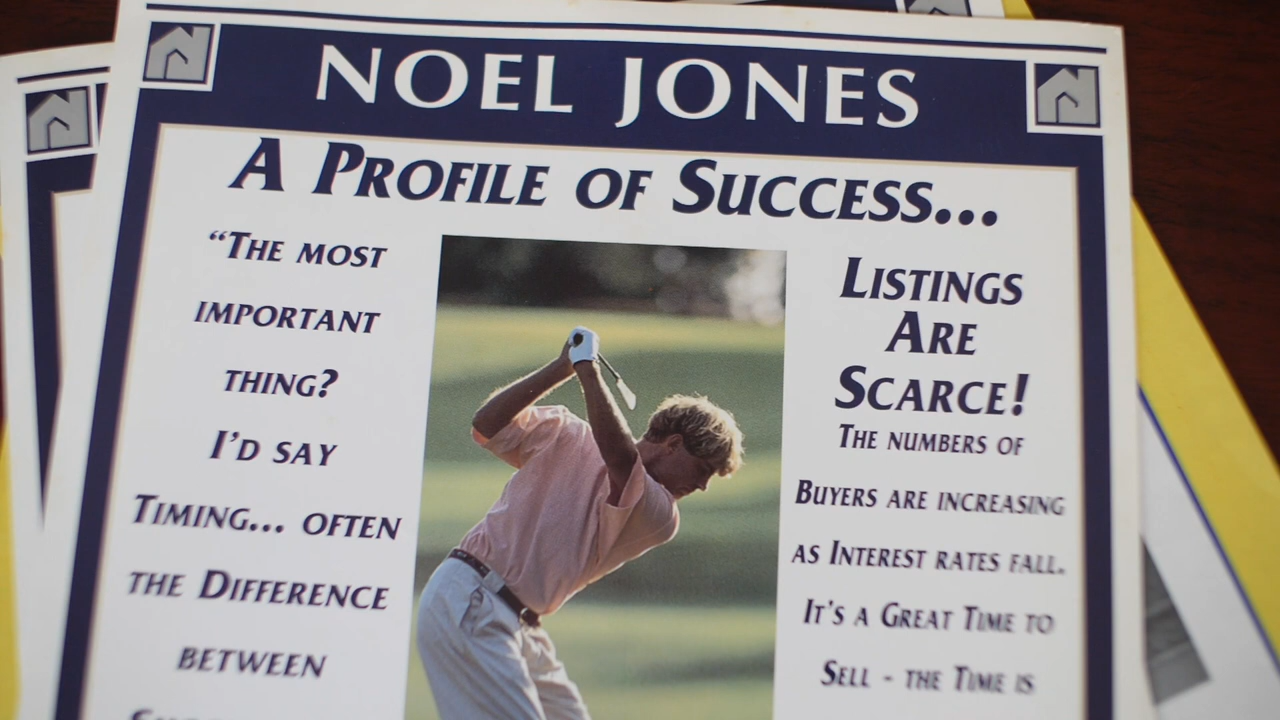 NOEL JONES
A PROFILE OF SUCCESS...
“THE MOST
IMPORTANT
THING?
I’D SAY
TIMING... OFTEN
THE DIFFERENCE
BETWEEN
LISTINGS
ARE
SCARCE!
THE NUMBERS OF
BUYERS ARE INCREASING
AS INTEREST RATES FALL.
IT'S A GREAT TIME TO
SELL - THE TIME IS